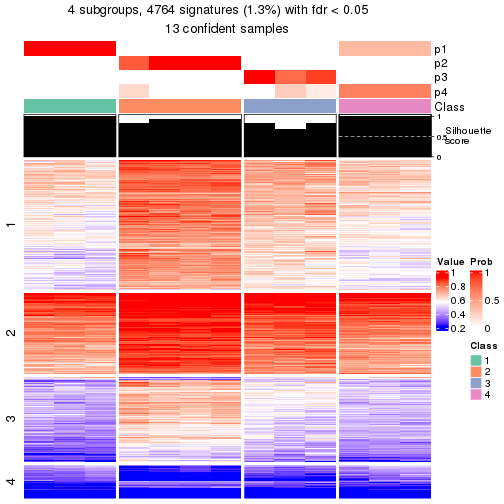 4 subgroups, 4764 signatures (1.3%) with fdr < 0.05
13 confident samples
p1
p2
p3
p4
Class
1
0.5
0
Silhouette
score
1
2
3
4
Value
1
0.8
0.6
0.4
0.2
Prob
1
0.5
0
Class
1
2
3
4